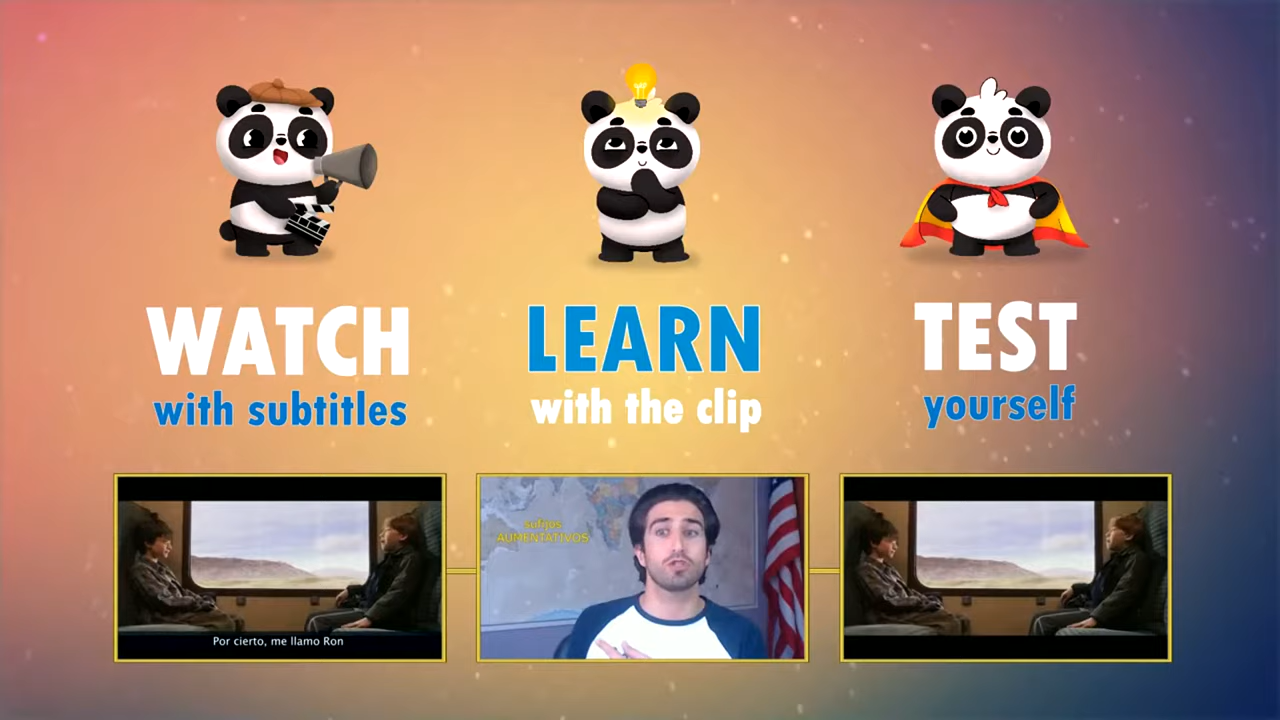 WATCH
with subtitles
LEARN
with the clip
TEST
yourself
sufijos
AUMENTATIVOS
Por cierto, me llamo Ron